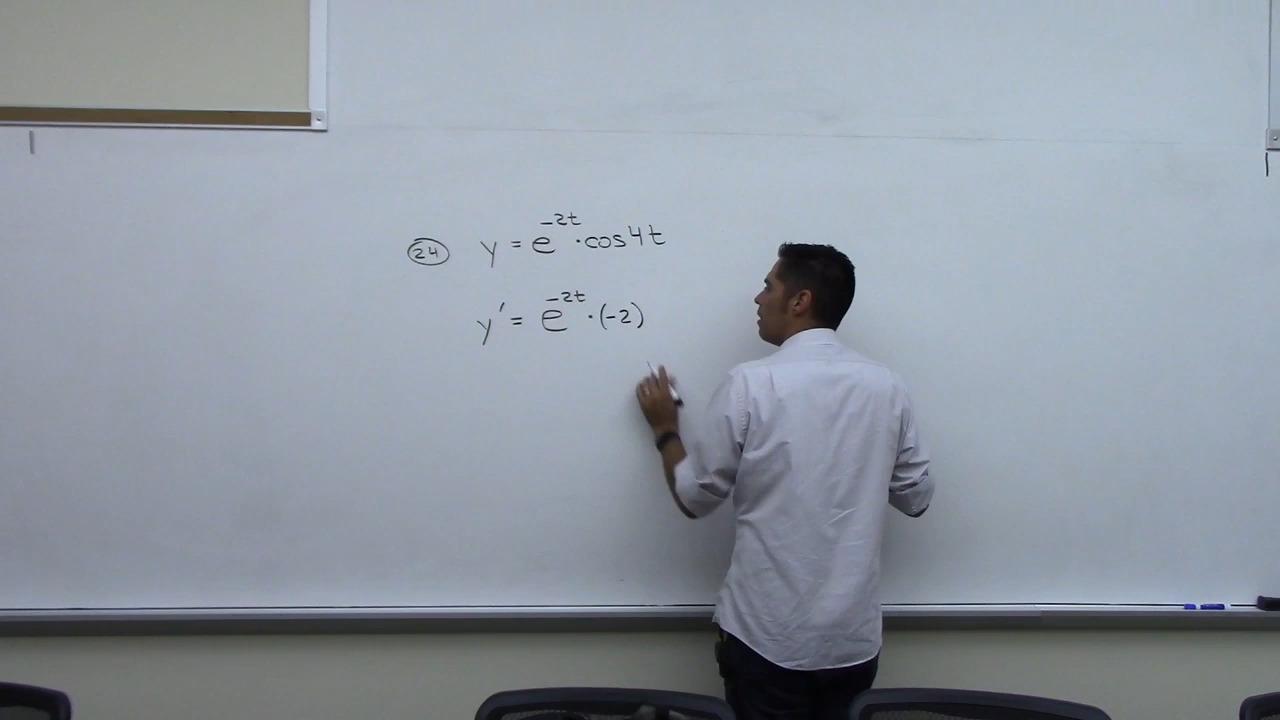 (24) y = e^{-2t} · cos4t
y' = e^{-2t} · (-2)